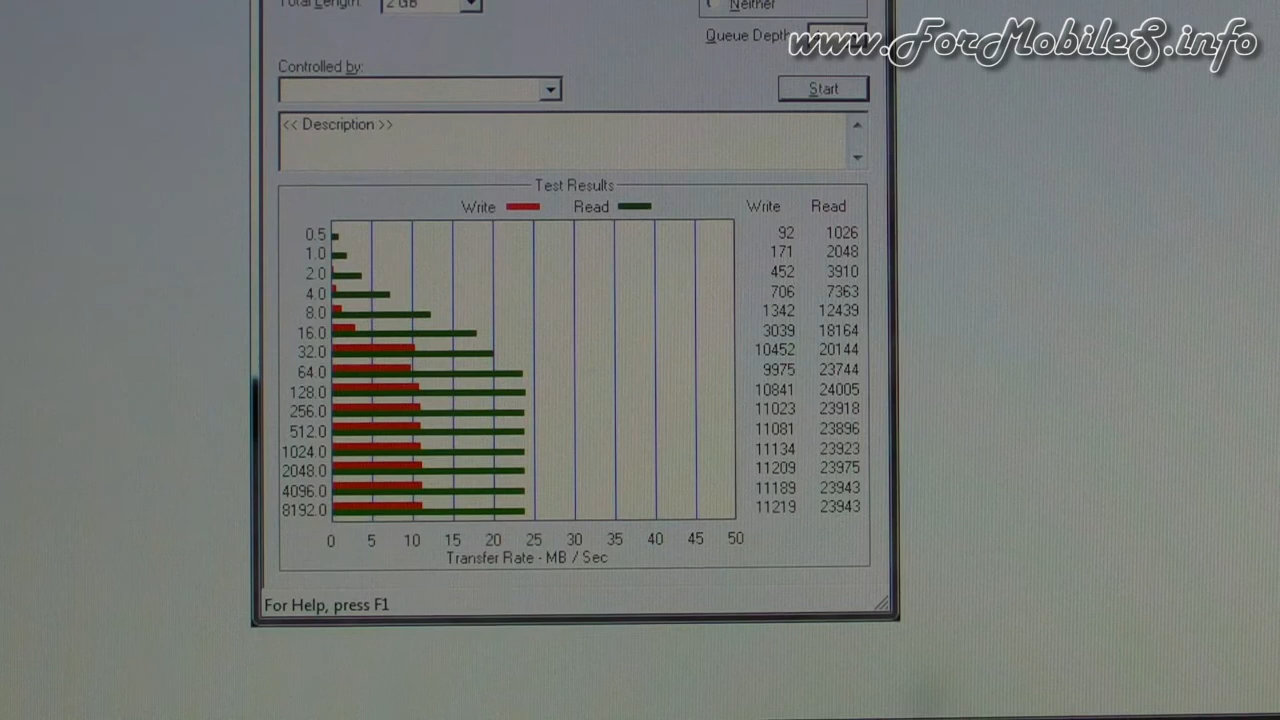 Total Length: 2 GB Neither
www.ForMobileS.info
Queue Depth:
Controlled by:
Start
<< Description >>
Test Results
Write Read Write Read
0.5 92 1026
1.0 171 2048
2.0 452 3910
4.0 706 7363
8.0 1342 12439
16.0 3039 18164
32.0 10452 20144
64.0 9975 23744
128.0 10841 24005
256.0 11023 23918
512.0 11081 23896
1024.0 11134 23923
2048.0 11209 23975
4096.0 11189 23943
8192.0 11219 23943
0 5 10 15 20 25 30 35 40 45 50
Transfer Rate - MB / Sec
For Help, press F1